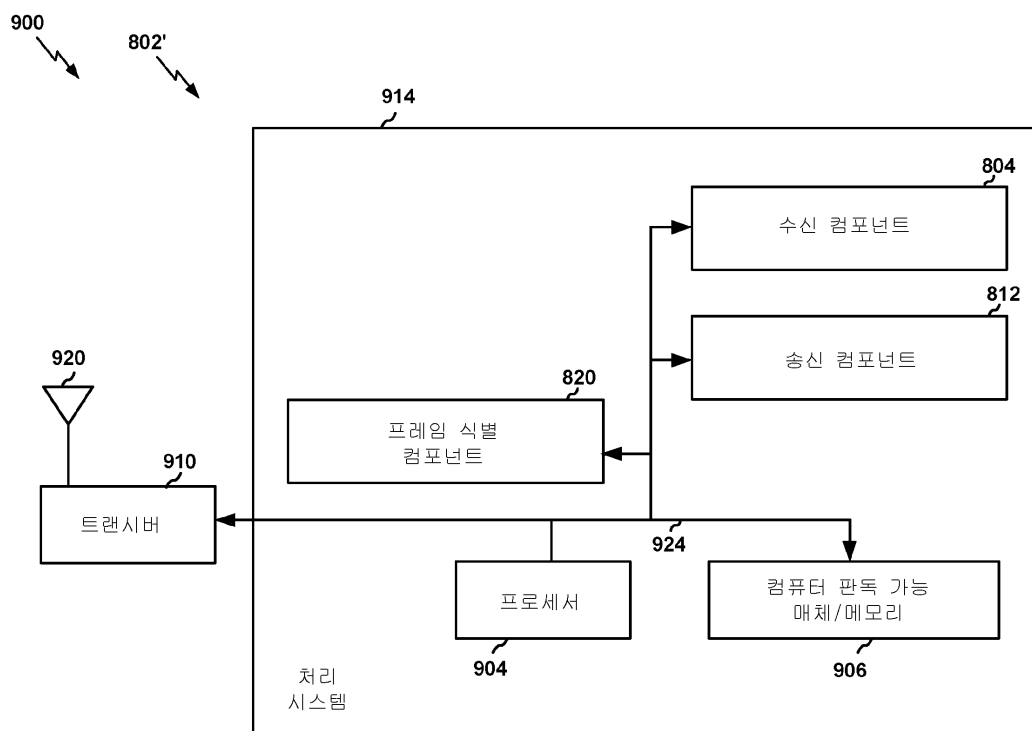 900
802'
914
804
수신 컴포넌트
812
송신 컴포넌트
920
820
프레임 식별
컴포넌트
910
트랜시버
924
프로세서
904
컴퓨터 판독 가능
매체/메모리
906
처리
시스템